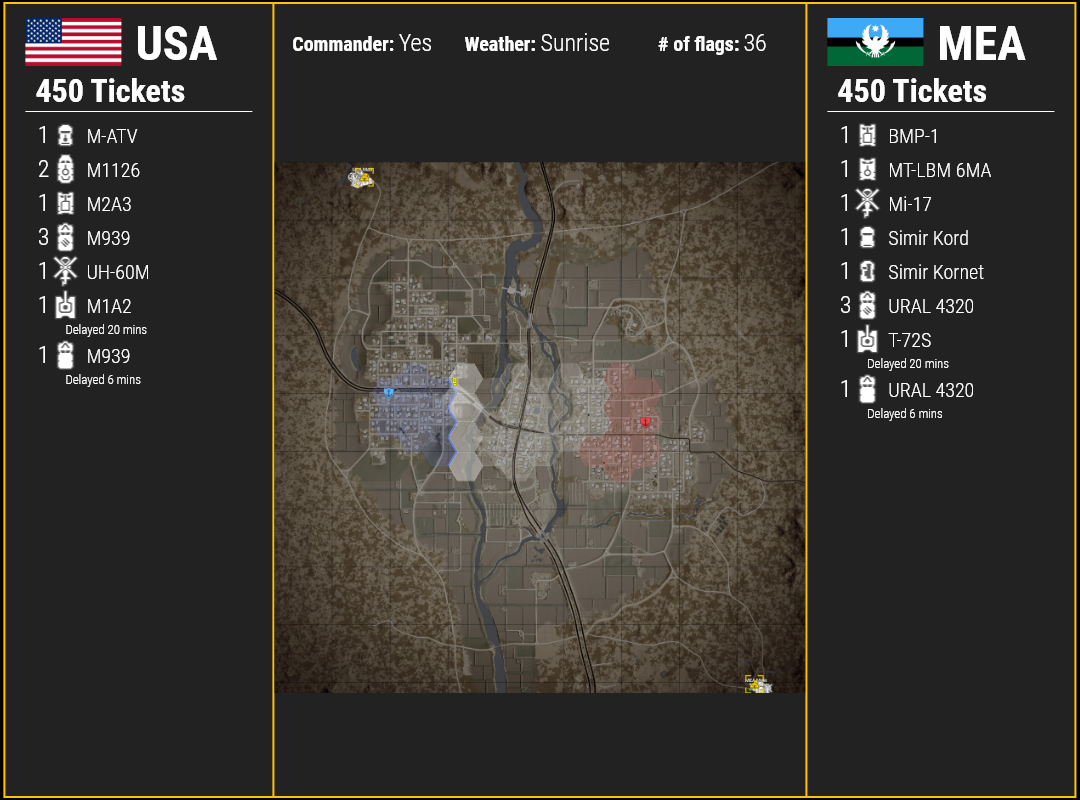 USA
450 Tickets
1 M-ATV
2 M1126
1 M2A3
3 M939
1 UH-60M
1 M1A2
Delayed 20 mins
1 M939
Delayed 6 mins
Commander: Yes Weather: Sunrise # of flags: 36
MEA
450 Tickets
1 BMP-1
1 MT-LBM 6MA
1 Mi-17
1 Simir Kord
1 Simir Kornet
3 URAL 4320
1 T-72S
Delayed 20 mins
1 URAL 4320
Delayed 6 mins